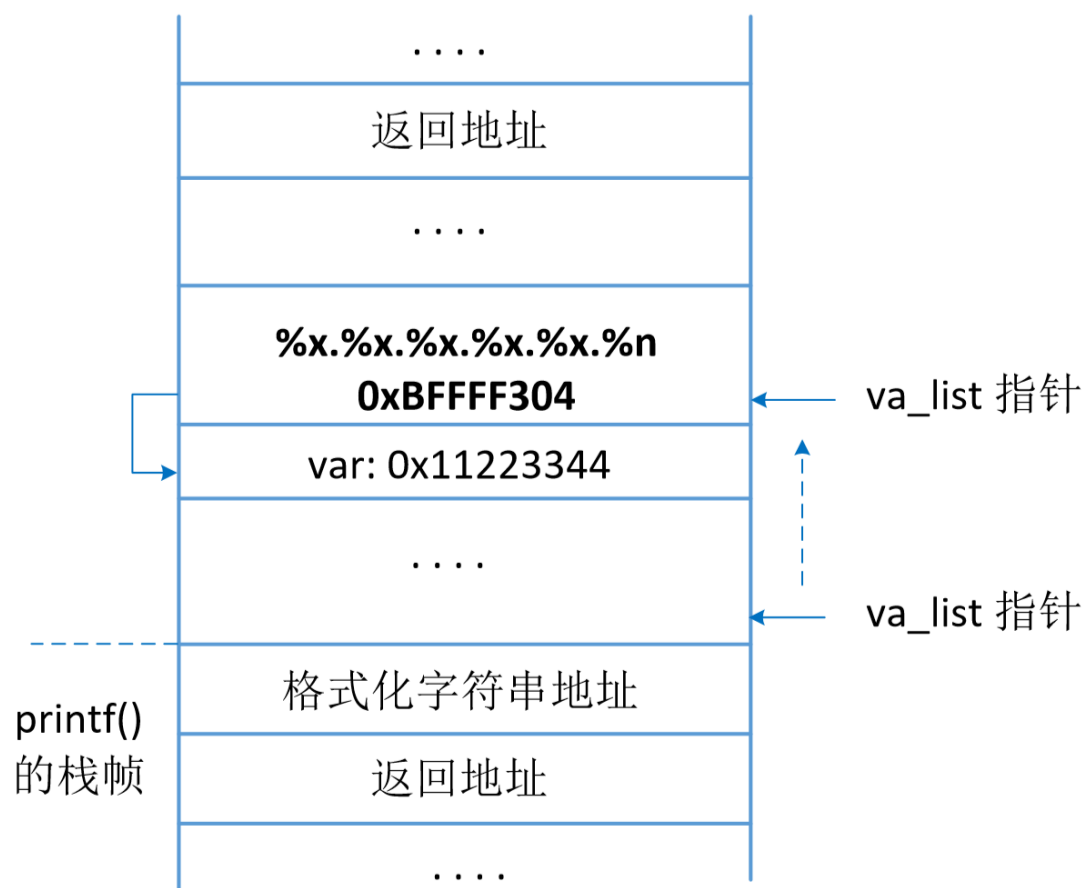 . . . .
返回地址
. . . .
%x.%x.%x.%x.%x.%n
0xBFFFF304
va_list 指针
var: 0x11223344
. . . .
va_list 指针
格式化字符串地址
printf()
的栈帧
返回地址
. . . .